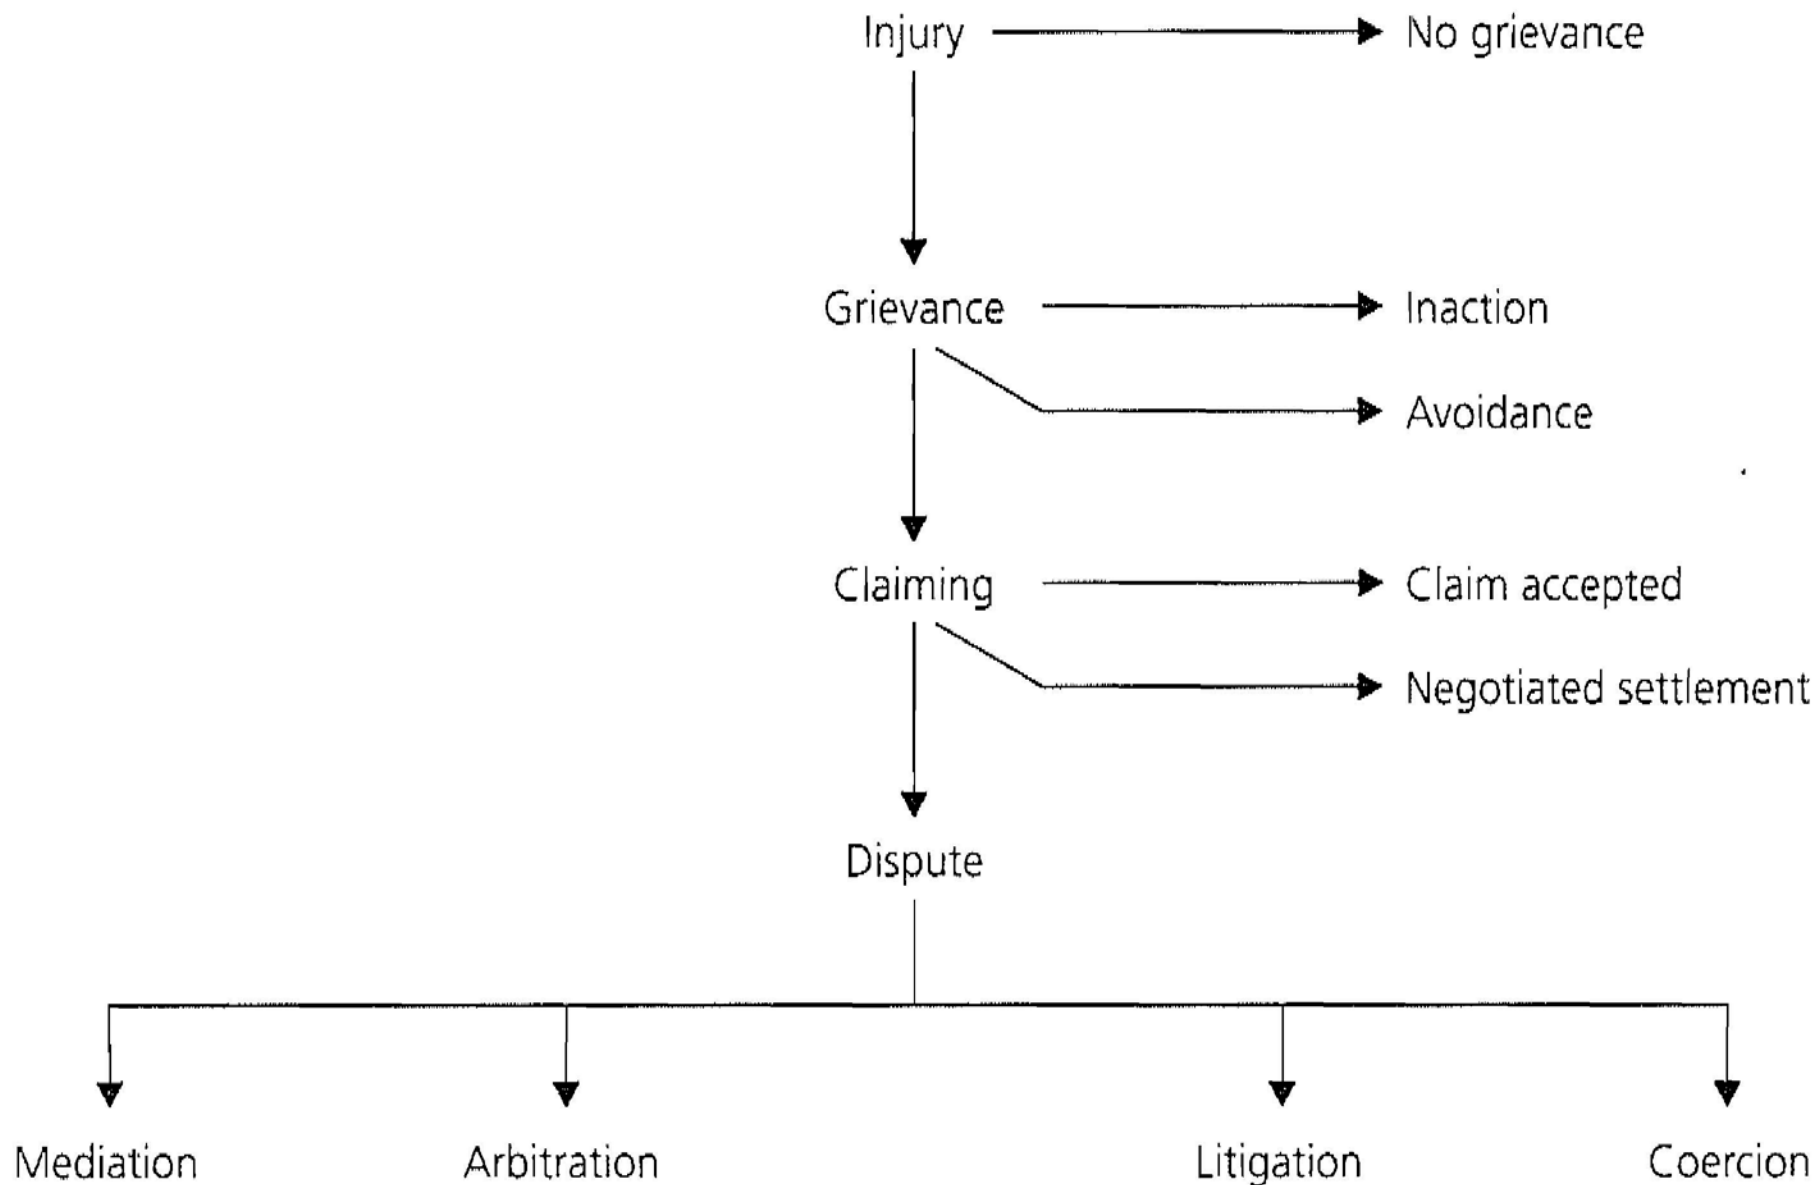 Injury No grievance
Grievance Inaction
Avoidance
Claiming Claim accepted
Negotiated settlement
Dispute
Mediation Arbitration Litigation Coercion